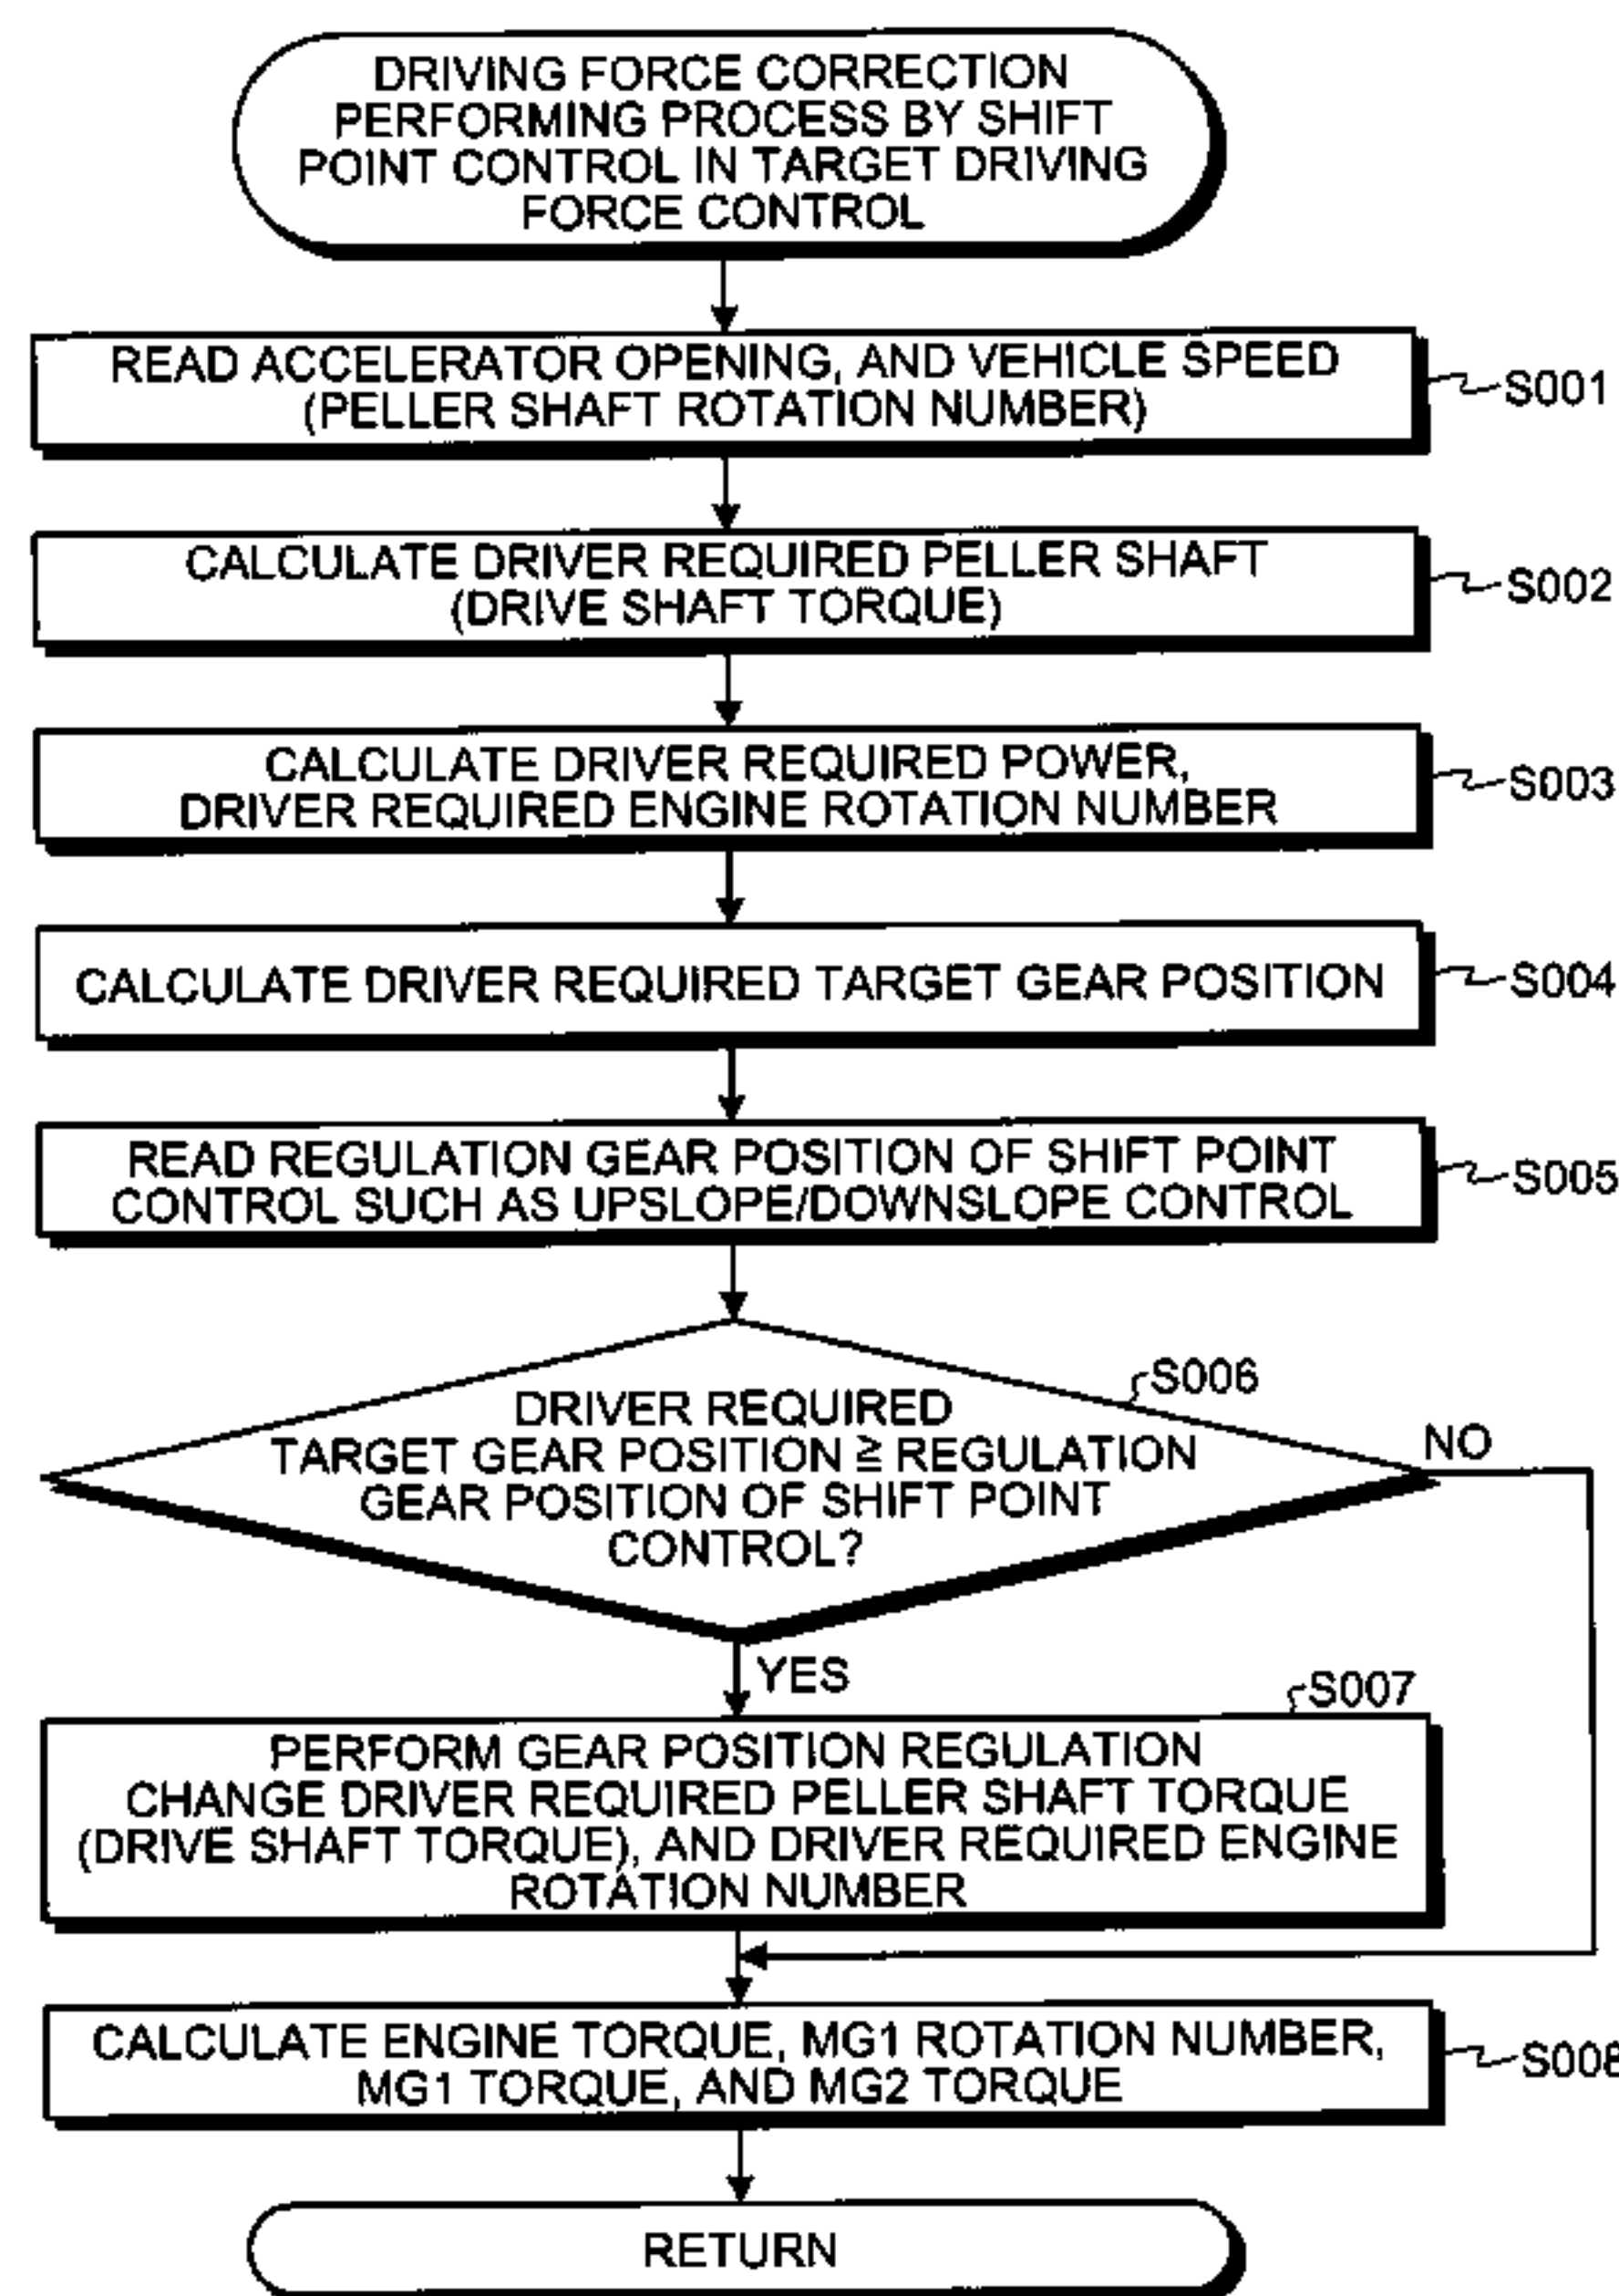 DRIVING FORCE CORRECTION
PERFORMING PROCESS BY SHIFT
POINT CONTROL IN TARGET DRIVING
FORCE CONTROL
READ ACCELERATOR OPENING, AND VEHICLE SPEED
(PELLER SHAFT ROTATION NUMBER)
S001
CALCULATE DRIVER REQUIRED PELLER SHAFT
(DRIVE SHAFT TORQUE)
S002
CALCULATE DRIVER REQUIRED POWER,
DRIVER REQUIRED ENGINE ROTATION NUMBER
S003
CALCULATE DRIVER REQUIRED TARGET GEAR POSITION
S004
READ REGULATION GEAR POSITION OF SHIFT POINT
CONTROL SUCH AS UPSLOPE/DOWNSLOPE CONTROL
S005
S006
DRIVER REQUIRED
TARGET GEAR POSITION ≧ REGULATION
GEAR POSITION OF SHIFT POINT
CONTROL?
NO
YES
S007
PERFORM GEAR POSITION REGULATION
CHANGE DRIVER REQUIRED PELLER SHAFT TORQUE
(DRIVE SHAFT TORQUE), AND DRIVER REQUIRED ENGINE
ROTATION NUMBER
CALCULATE ENGINE TORQUE, MG1 ROTATION NUMBER,
MG1 TORQUE, AND MG2 TORQUE
S008
RETURN